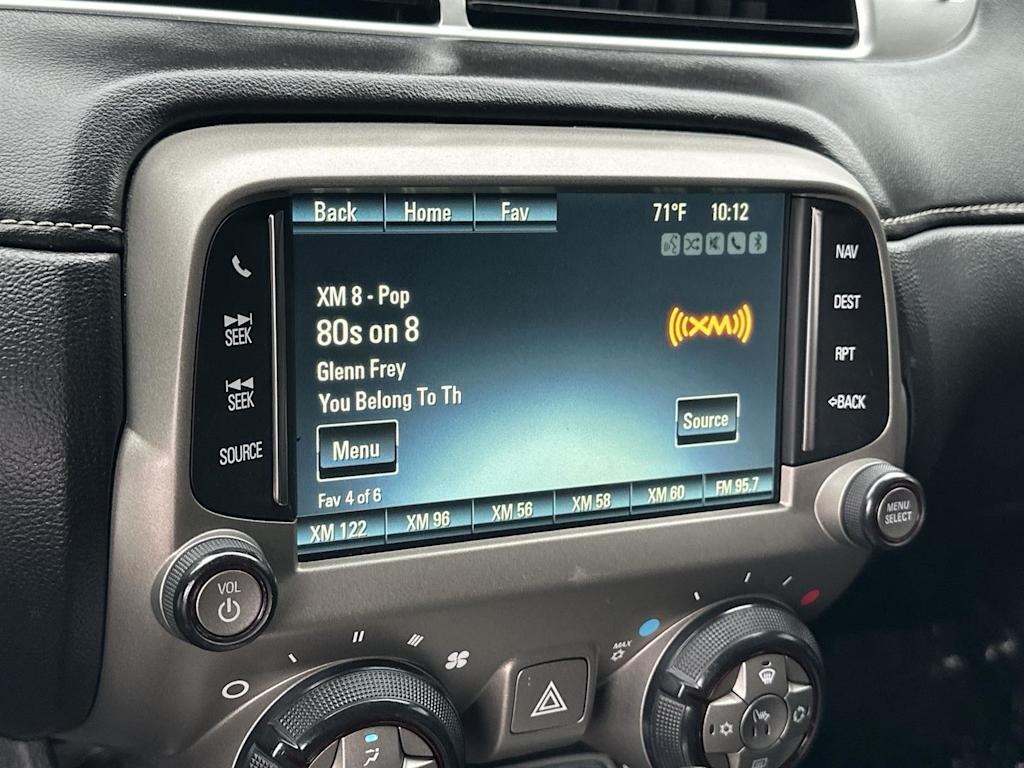 Back Home Fav 71°F 10:12
NAV
XM 8 - Pop
DEST
80s on 8
XM
SEEK
Glenn Frey
RPT
You Belong To Th
SEEK
BACK
Source
Menu
SOURCE
Fav 4 of 6
XM 122 XM 96 XM 56 XM 58 XM 60 FM 95.7
MENU
SELECT
VOL
MAX